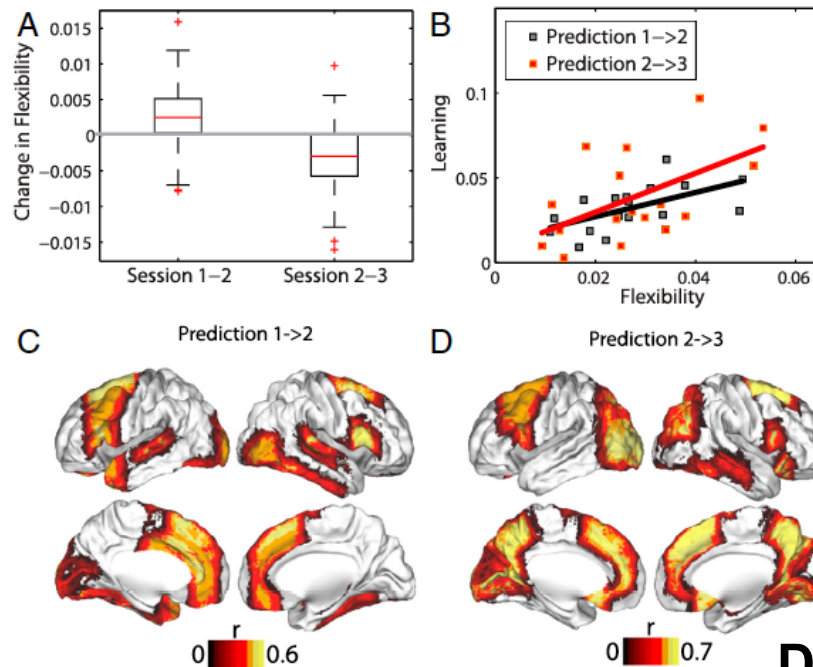 A
Change in Flexibility
0.015
0.01
0.005
0
−0.005
−0.01
−0.015
Session 1−2
Session 2−3
B
Prediction 1−>2
Prediction 2−>3
Learning
0.1
0.05
0
0.02
0.04
0.06
Flexibility
C
Prediction 1->2
r
0
0.6
D
Prediction 2->3
r
0
0.7
D